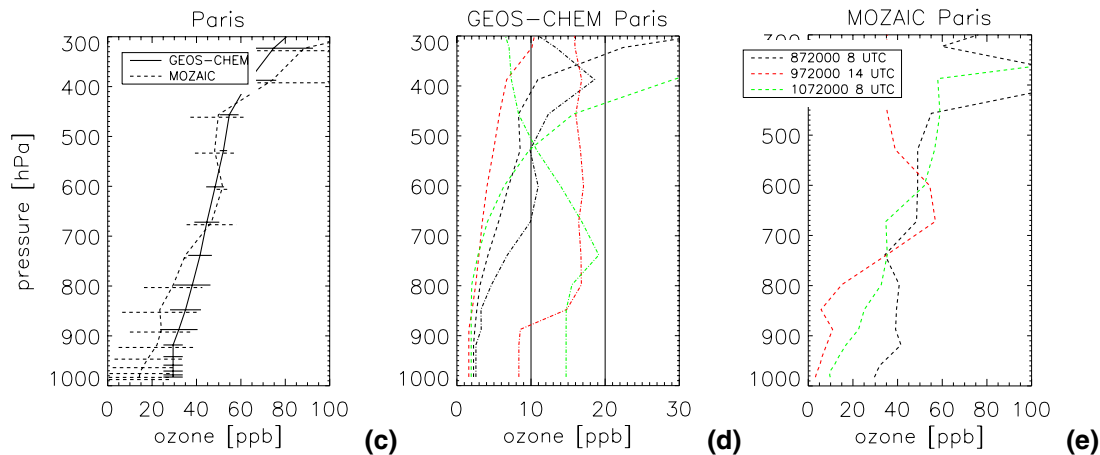 Paris
GEOS-CHEM Paris
MOZAIC Paris
GEOS-CHEM
MOZAIC
872000 8 UTC
972000 14 UTC
1072000 8 UTC
pressure [hPa]
300
400
500
600
700
800
900
1000
0 20 40 60 80 100
ozone [ppb]
(c)
300
400
500
600
700
800
900
1000
0 10 20 30
ozone [ppb]
(d)
300
400
500
600
700
800
900
1000
0 20 40 60 80 100
ozone [ppb]
(e)